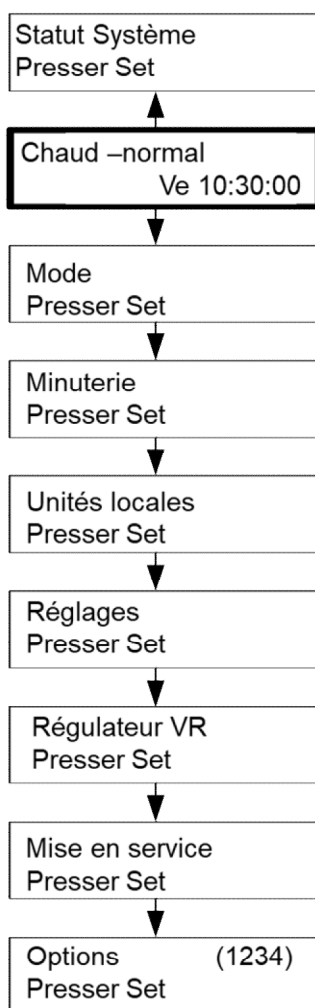 Statut Système
Presser Set
Chaud –normal
Ve 10:30:00
Mode
Presser Set
Minuterie
Presser Set
Unités locales
Presser Set
Réglages
Presser Set
Régulateur VR
Presser Set
Mise en service
Presser Set
Options (1234)
Presser Set